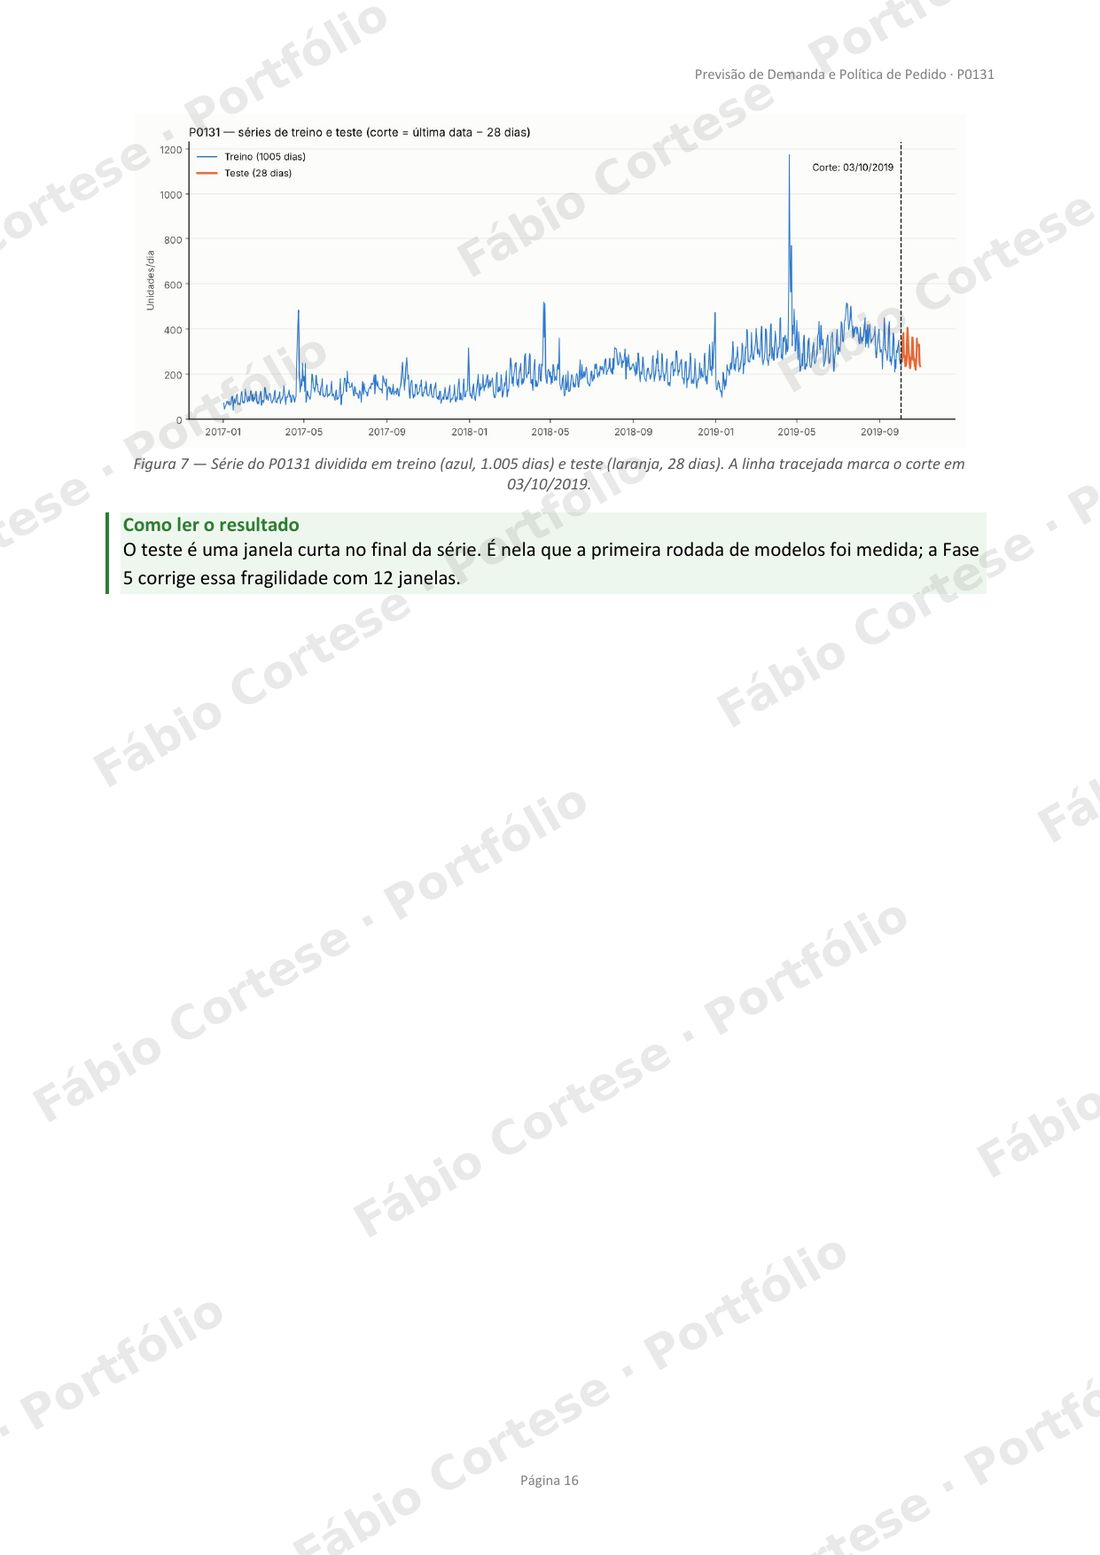 Previsão de Demanda e Política de Pedido · P0131
P0131 — séries de treino e teste (corte = última data − 28 dias)
Treino (1005 dias)
Teste (28 dias)
Corte: 03/10/2019
Unidades/dia
1200
1000
800
600
400
200
0
2017-01 2017-05 2017-09 2018-01 2018-05 2018-09 2019-01 2019-05 2019-09
Figura 7 — Série do P0131 dividida em treino (azul, 1.005 dias) e teste (laranja, 28 dias). A linha tracejada marca o corte em
03/10/2019.
Como ler o resultado
O teste é uma janela curta no final da série. É nela que a primeira rodada de modelos foi medida; a Fase
5 corrige essa fragilidade com 12 janelas.
Fábio Cortese · Portfólio
Página 16